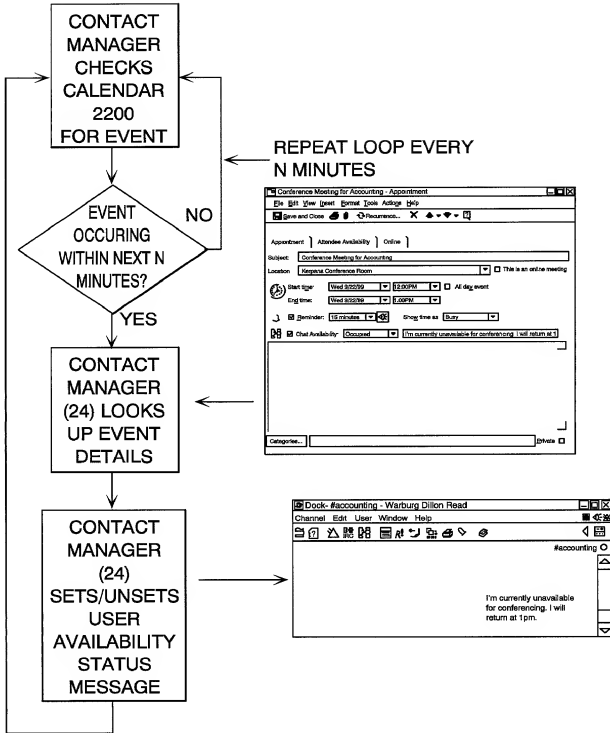 CONTACT
MANAGER
CHECKS
CALENDAR
2200
FOR EVENT
REPEAT LOOP EVERY
N MINUTES
EVENT
OCCURING
WITHIN NEXT N
MINUTES?
NO
YES
Conference Meeting for Accounting - Appointment
File Edit View Insert Format Tools Actions Help
Save and Close Recurrence...
Appointment Attendee Availability Online
Subject: Conference Meeting for Accounting
Location Conference Room This is an online meeting
Start time: Wed 9/22/99 12:00PM All day event
End time: Wed 9/22/99 1:00PM
Reminder: 15 minutes Show time as Busy
Chat Availability: Occupied I'm currently unavailable for conferencing. I will return at 1
Categories... Private
CONTACT
MANAGER
(24) LOOKS
UP EVENT
DETAILS
CONTACT
MANAGER
(24)
SETS/UNSETS
USER
AVAILABILITY
STATUS
MESSAGE
Dock- #accounting - Warburg Dillon Read
Channel Edit User Window Help
#accounting
I'm currently unavailable
for conferencing. I will
return at 1pm.